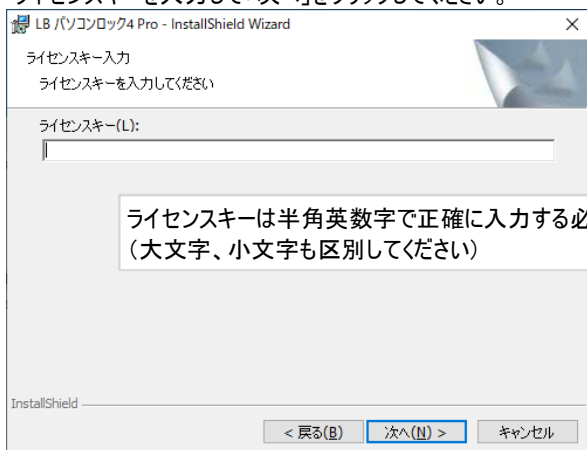 ライセンスキーを入力して「次へ」をクリックしてください。
LB パソコンロック4 Pro - InstallShield Wizard
ライセンスキー入力
ライセンスキーを入力してください
ライセンスキー(L):
ライセンスキーは半角英数字で正確に入力する必
（大文字、小文字も区別してください）
InstallShield
< 戻る(B)
次へ(N) >
キャンセル